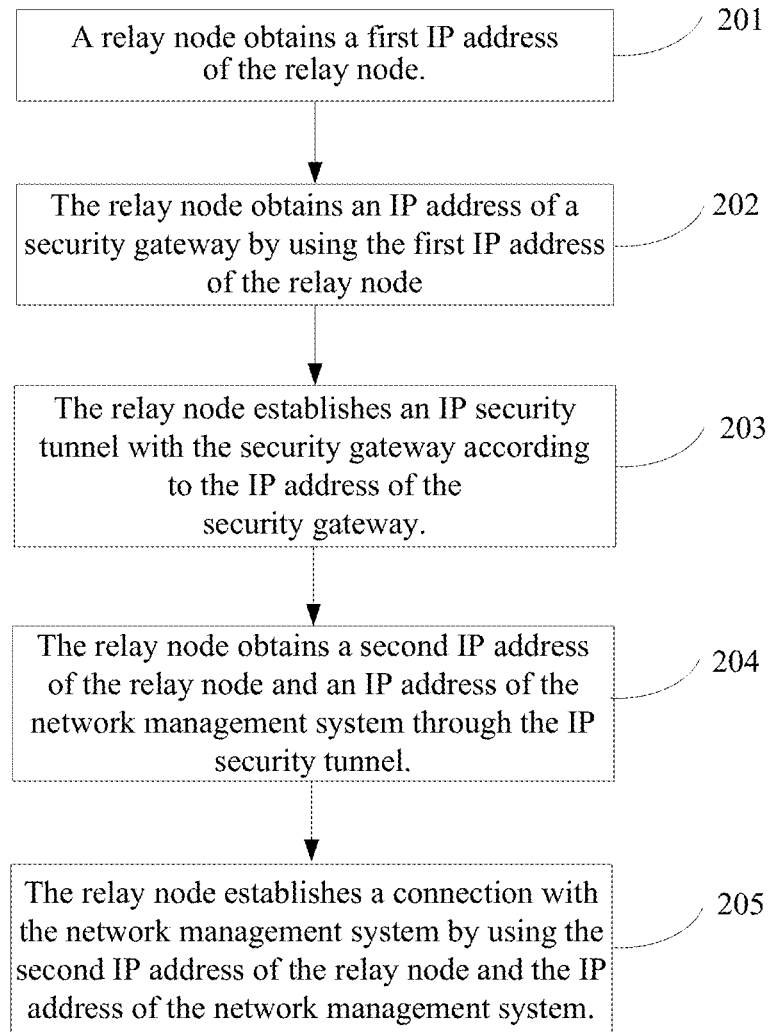 A relay node obtains a first IP address
of the relay node.
201
The relay node obtains an IP address of a
security gateway by using the first IP address
of the relay node
202
The relay node establishes an IP security
tunnel with the security gateway according
to the IP address of the
security gateway.
203
The relay node obtains a second IP address
of the relay node and an IP address of the
network management system through the IP
security tunnel.
204
The relay node establishes a connection with
the network management system by using the
second IP address of the relay node and the IP
address of the network management system.
205